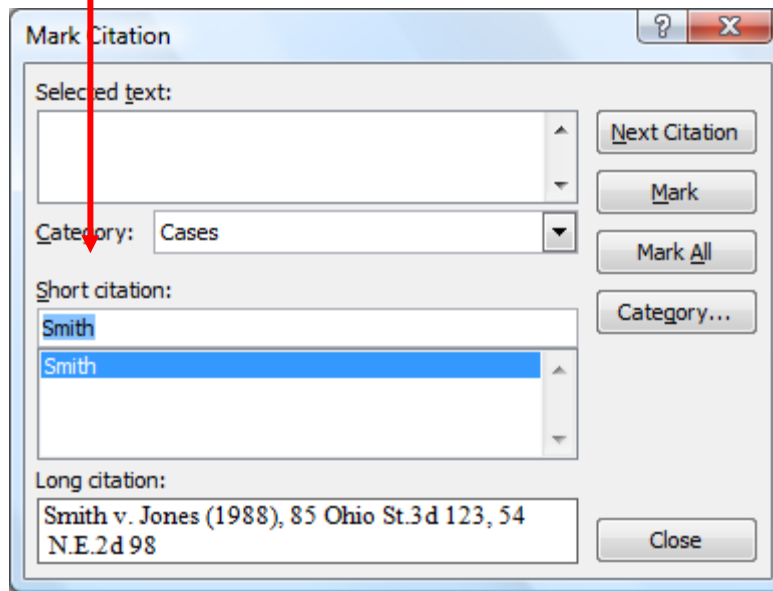 Mark Citation
Selected text:
Next Citation
Mark
Category: Cases
Mark All
Short citation:
Category...
Smith
Smith
Long citation:
Smith v. Jones (1988), 85 Ohio St.3d 123, 54
N.E.2d 98
Close